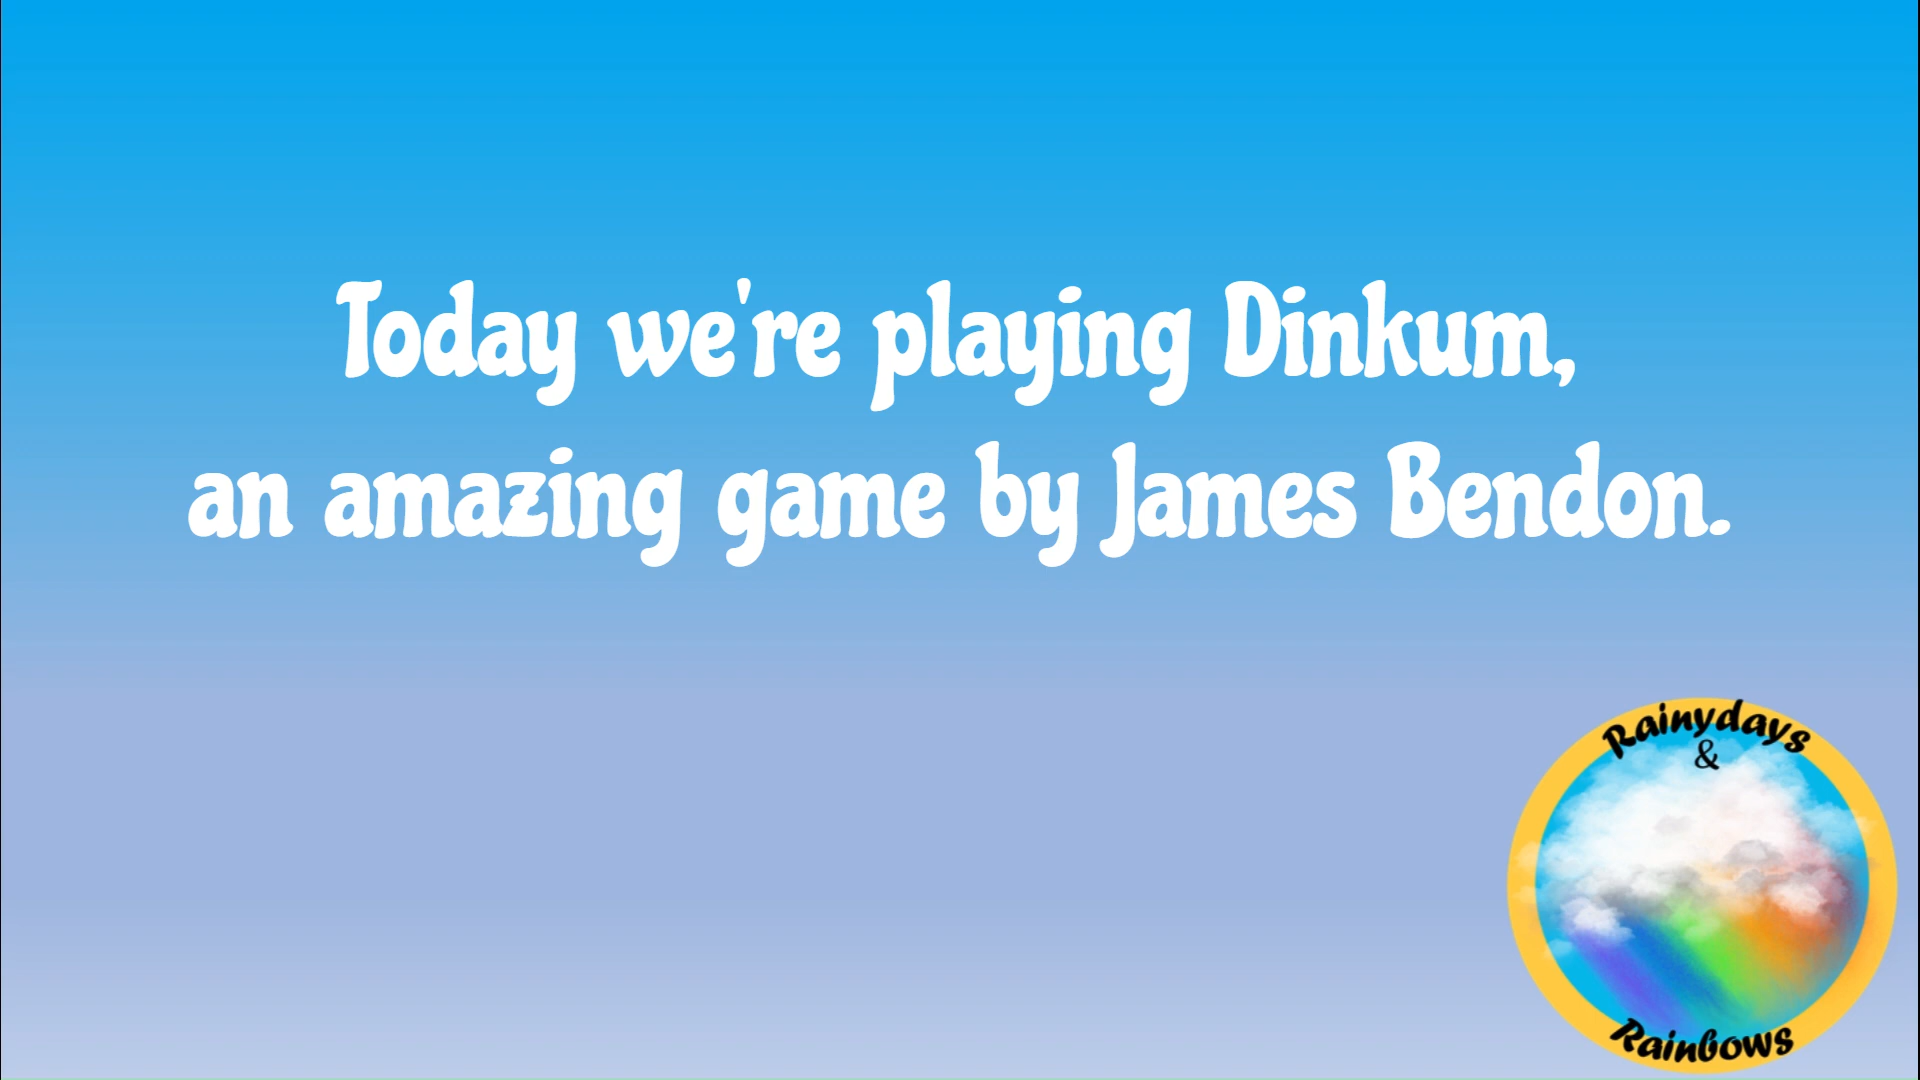 Today we're playing Dinkum,
an amazing game by James Bendon.
Rainydays
&
Rainbows